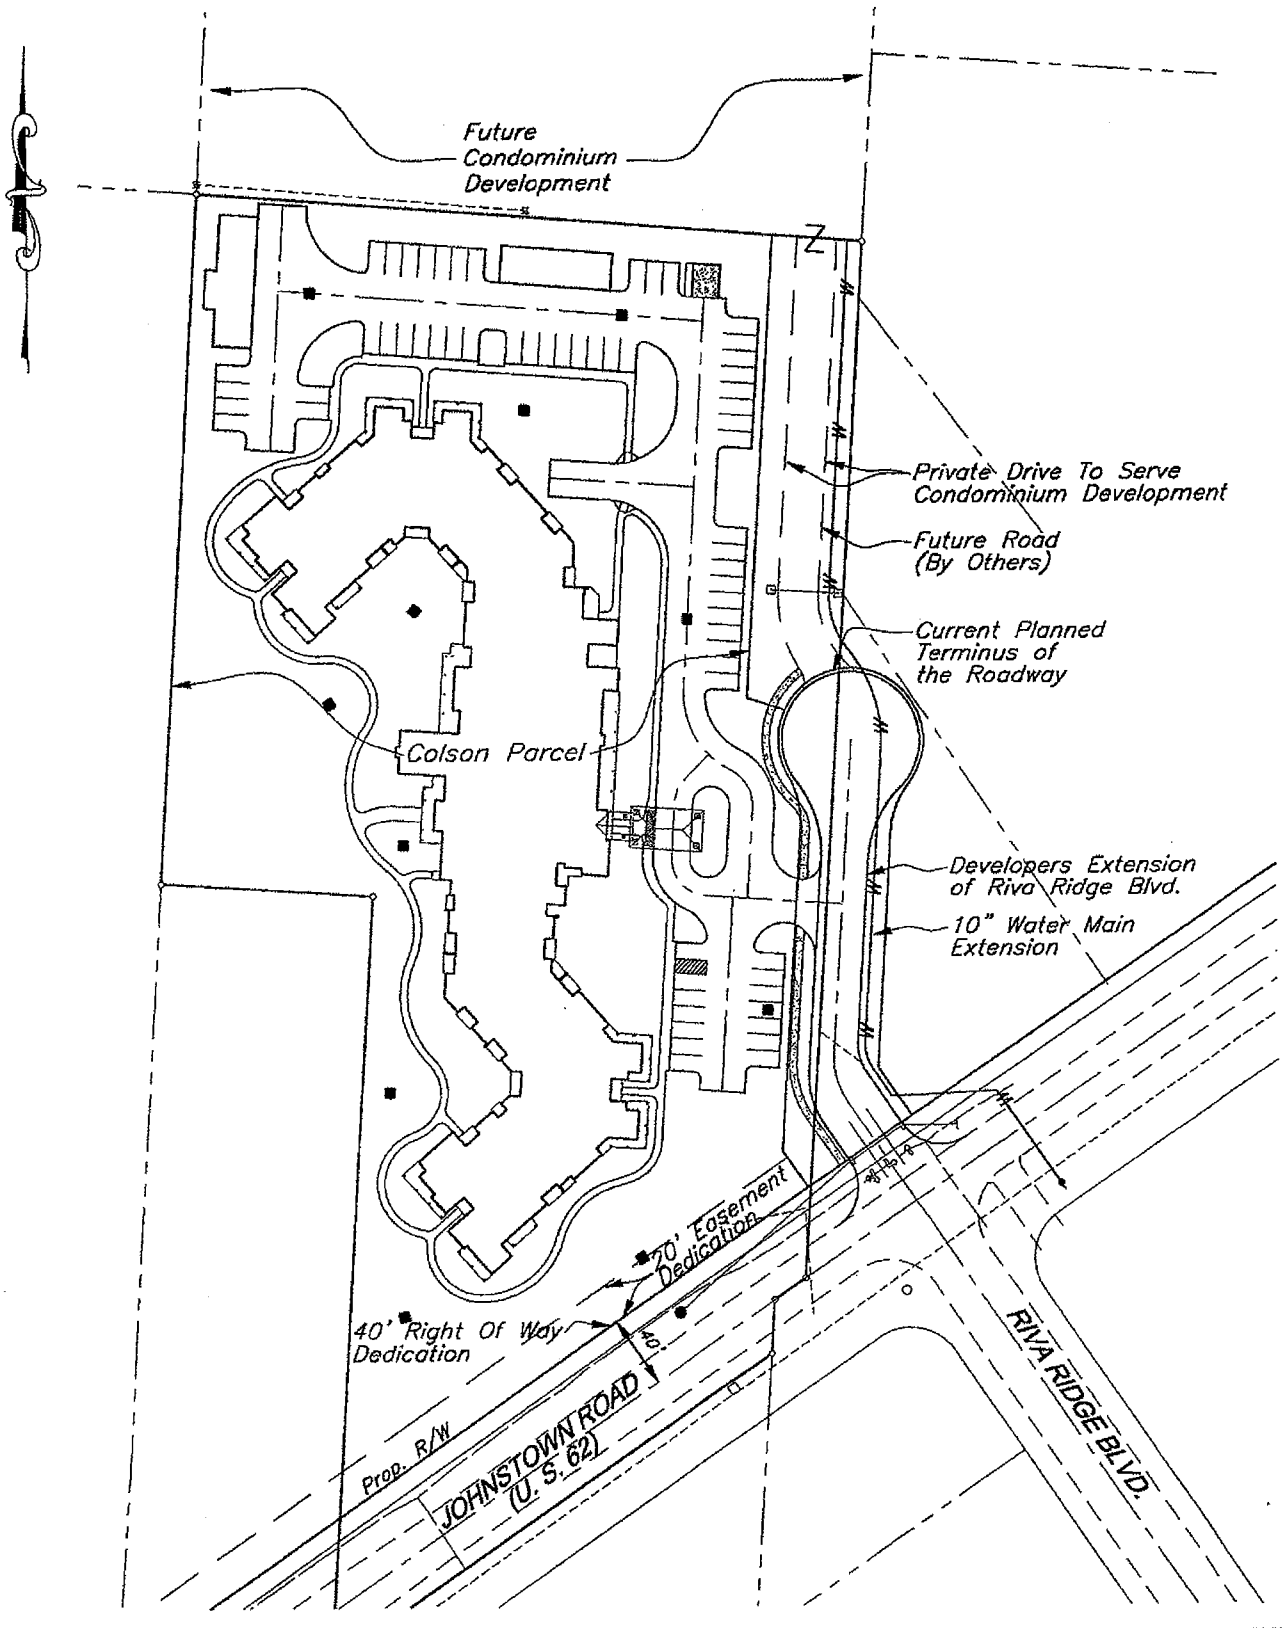 Future
Condominium
Development
Z
Private Drive To Serve
Condominium Development
Future Road
(By Others)
Current Planned
Terminus of
the Roadway
Colson Parcel
Developers Extension
of Riva Ridge Blvd.
10" Water Main
Extension
20' Easement
Dedication
40' Right Of Way
Dedication
40'
Prop. R/W
JOHNSTOWN ROAD
(U. S. 62)
RIVA RIDGE BLVD.